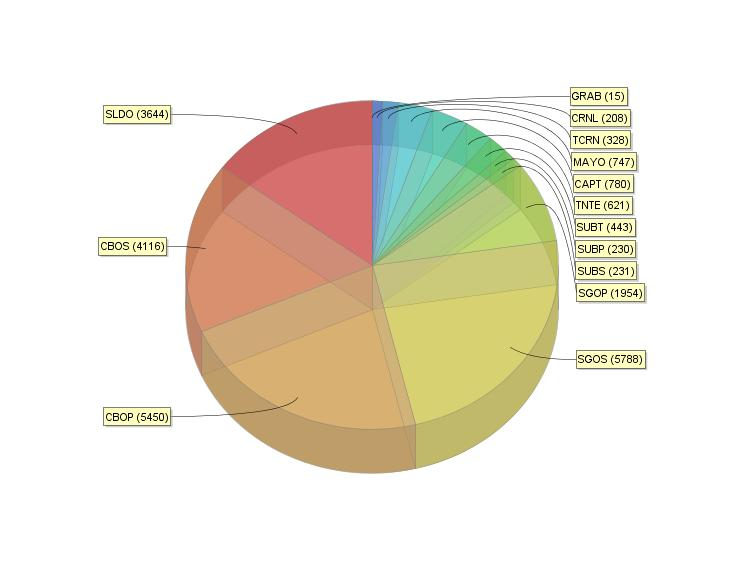 GRAB (15)
SLDO (3644)
CRNL (208)
TCRN (328)
MAYO (747)
CAPT (780)
TNTE (621)
SUBT (443)
CBOS (4116)
SUBP (230)
SUBS (231)
SGOP (1954)
SGOS (5788)
CBOP (5450)